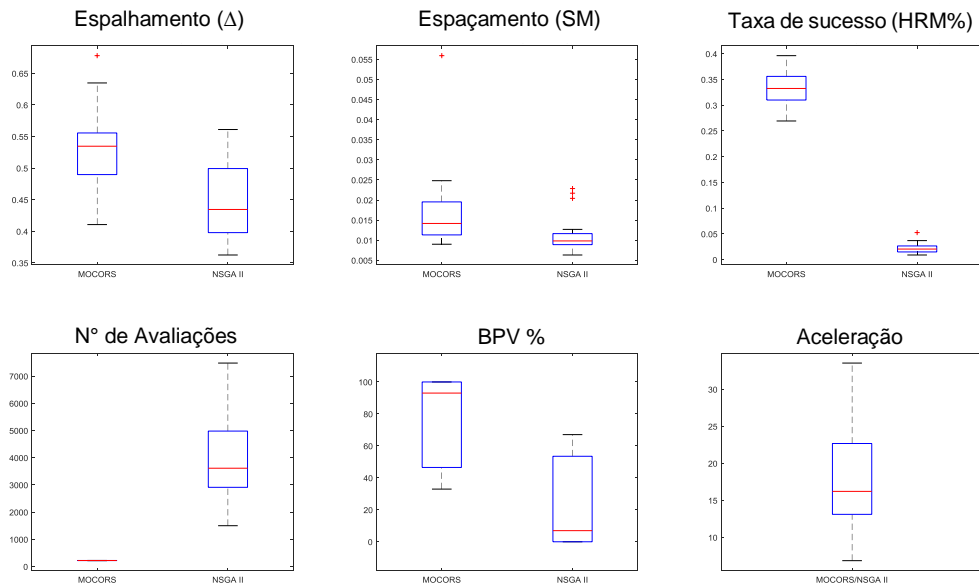 Espalhamento (Δ)
0.65
0.6
0.55
0.5
0.45
0.4
0.35
MOCORS
NSGA II
Espaçamento (SM)
0.055
0.05
0.045
0.04
0.035
0.03
0.025
0.02
0.015
0.01
0.005
MOCORS
NSGA II
Taxa de sucesso (HRM%)
0.4
0.35
0.3
0.25
0.2
0.15
0.1
0.05
0
MOCORS
NSGA II
N° de Avaliações
7000
6000
5000
4000
3000
2000
1000
0
MOCORS
NSGA II
BPV %
100
80
60
40
20
0
MOCORS
NSGA II
Aceleração
30
25
20
15
10
MOCORS/NSGA II